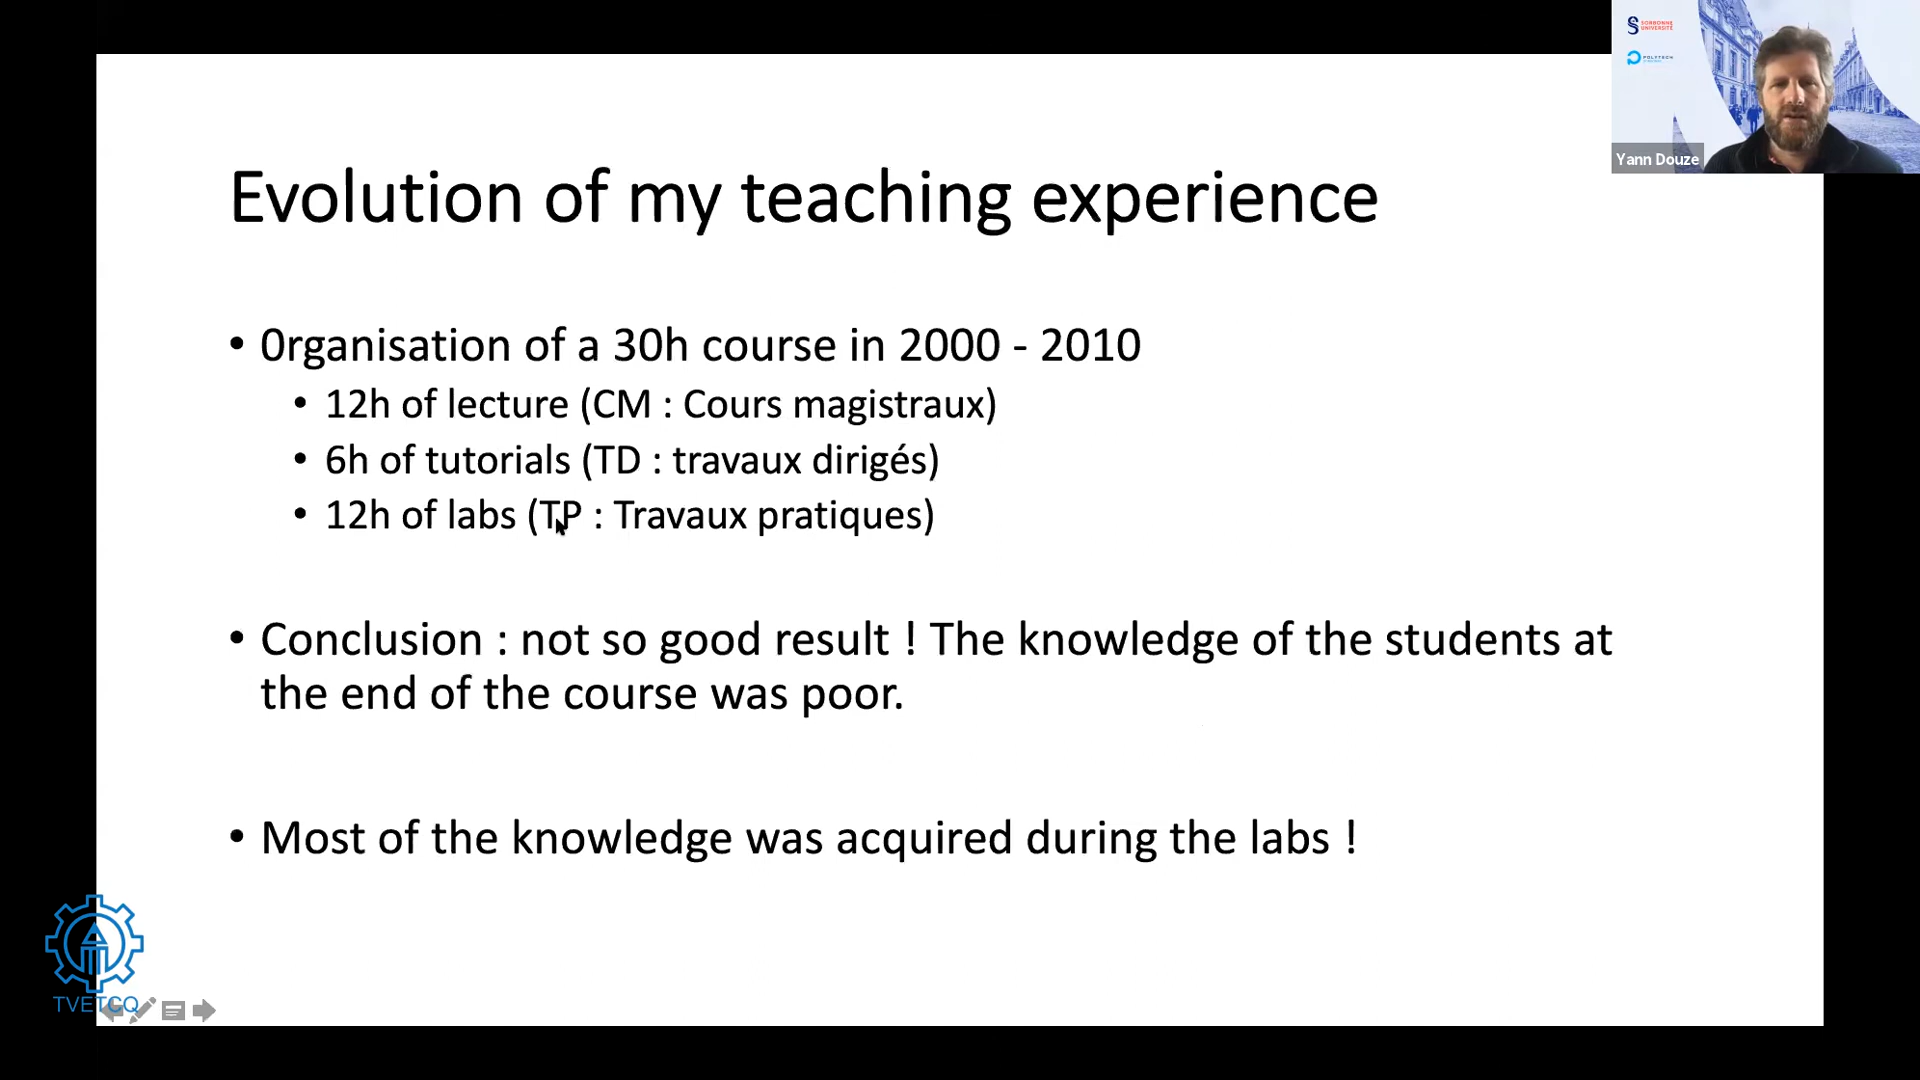 SORBONNE
UNIVERSITÉ
POLYTECH
Yann Douze
Evolution of my teaching experience
• 0rganisation of a 30h course in 2000 - 2010
• 12h of lecture (CM : Cours magistraux)
• 6h of tutorials (TD : travaux dirigés)
• 12h of labs (TP : Travaux pratiques)
• Conclusion : not so good result ! The knowledge of the students at
the end of the course was poor.
• Most of the knowledge was acquired during the labs !
TVETCQ